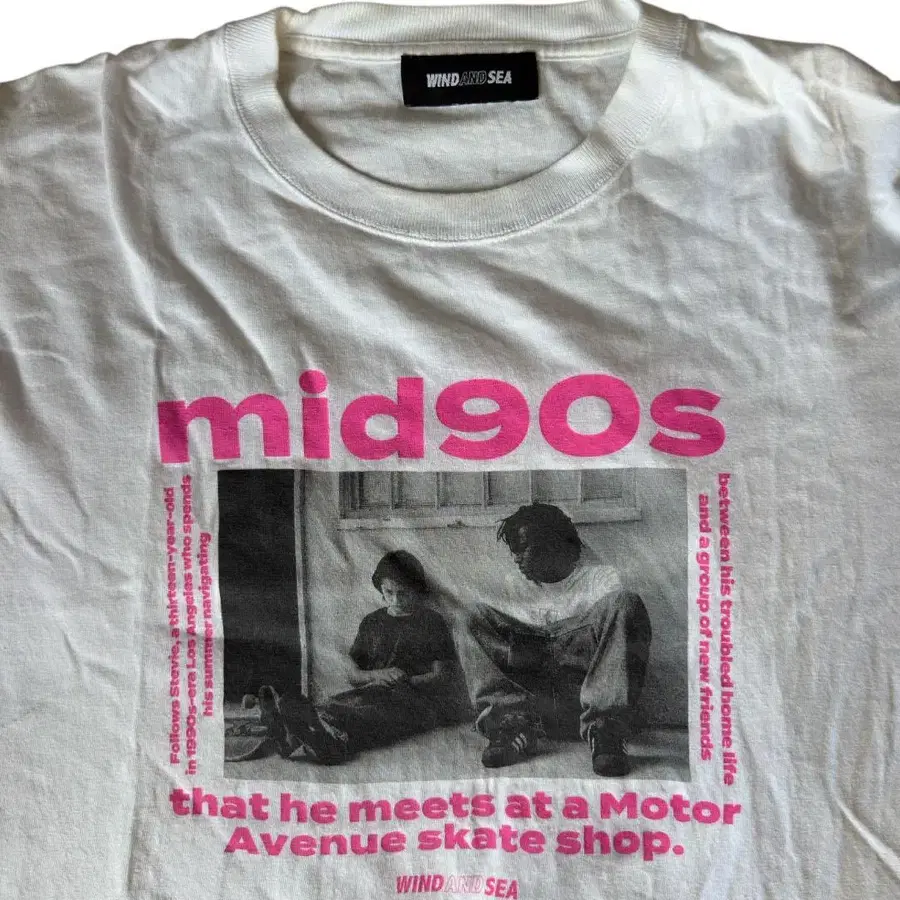 WIND AND SEA
mid90s
Follows Stevie, a thirteen-year-old
in 1990s-era Los Angeles who spends
his summer navigating
between his troubled home life
and a group of new friends
that he meets at a Motor
Avenue skate shop.
WIND AND SEA